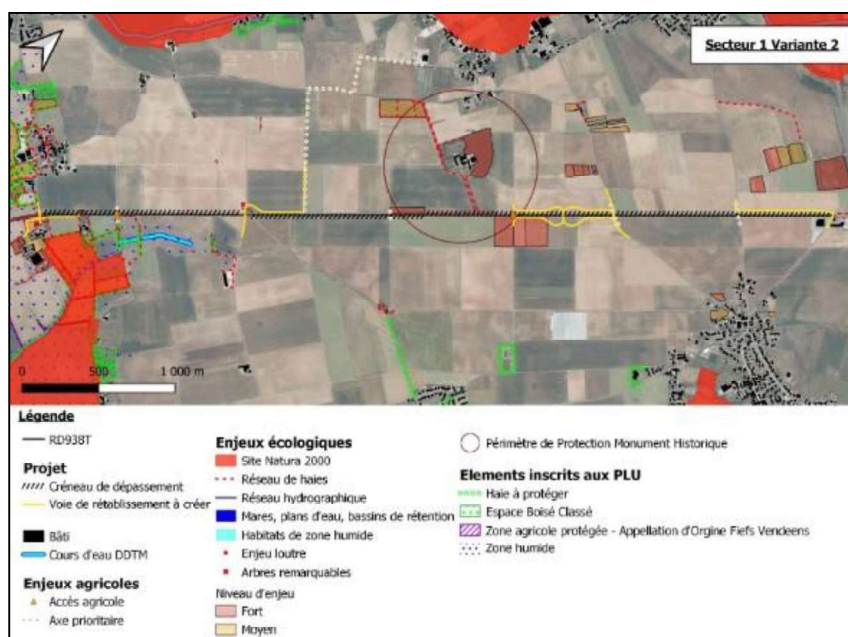 Secteur 1 Variante 2
0 500 1 000 m
Légende
RD938T
Projet
Créneau de dépassement
Voie de rétablissement à créer
Bâti
Cours d'eau DDTM
Enjeux agricoles
Accès agricole
Axe prioritaire
Enjeux écologiques
Site Natura 2000
Réseau de haies
Réseau hydrographique
Mares, plans d'eau, bassins de rétention
Habitats de zone humide
Enjeu loutre
Arbres remarquables
Niveau d'enjeu
Fort
Moyen
Périmètre de Protection Monument Historique
Elements inscrits aux PLU
Haie à protéger
Espace Boisé Classé
Zone agricole protégée - Appellation d'Orgine Fiefs Vendeens
Zone humide